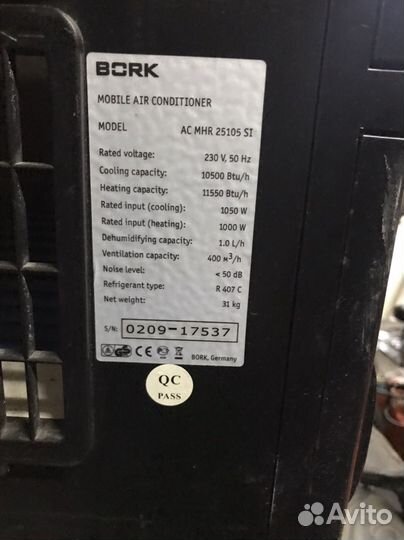 BORK
MOBILE AIR CONDITIONER
MODEL AC MHR 25105 SI
Rated voltage: 230 V, 50 Hz
Cooling capacity: 10500 Btu/h
Heating capacity: 11550 Btu/h
Rated input (cooling): 1050 W
Rated input (heating): 1000 W
Dehumidifying capacity: 1.0 L/h
Ventilation capacity: 400 м³/h
Noise level: < 50 dB
Refrigerant type: R 407 C
Net weight: 31 kg
S/N: 0209-17537
CE
BORK, Germany
QC
PASS
Avito